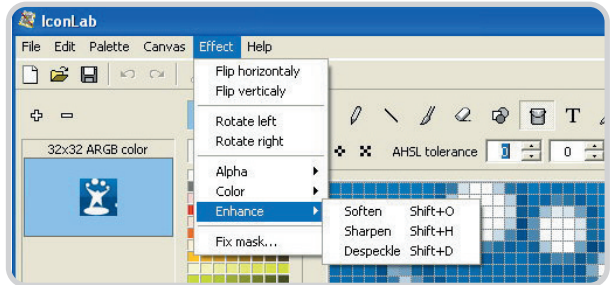 IconLab
File Edit Palette Canvas Effect Help
Flip horizontaly
Flip verticaly
Rotate left
Rotate right
Alpha
Color
Enhance
Fix mask...
Soften Shift+O
Sharpen Shift+H
Despeckle Shift+D
T
32x32 ARGB color
AHSL tolerance 0 0